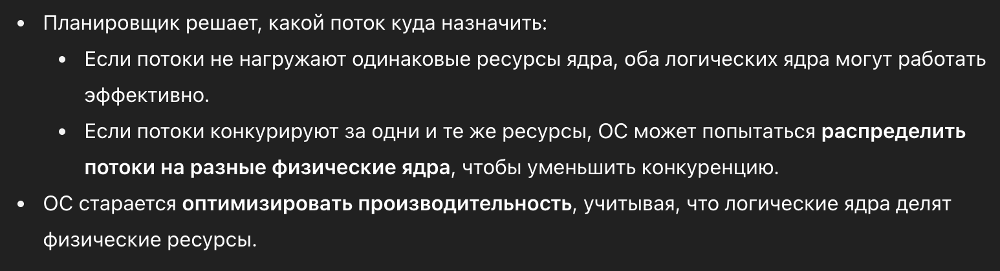 • Планировщик решает, какой поток куда назначить:
• Если потоки не нагружают одинаковые ресурсы ядра, оба логических ядра могут работать
эффективно.
• Если потоки конкурируют за одни и те же ресурсы, ОС может попытаться распределить
потоки на разные физические ядра, чтобы уменьшить конкуренцию.
• ОС старается оптимизировать производительность, учитывая, что логические ядра делят
физические ресурсы.